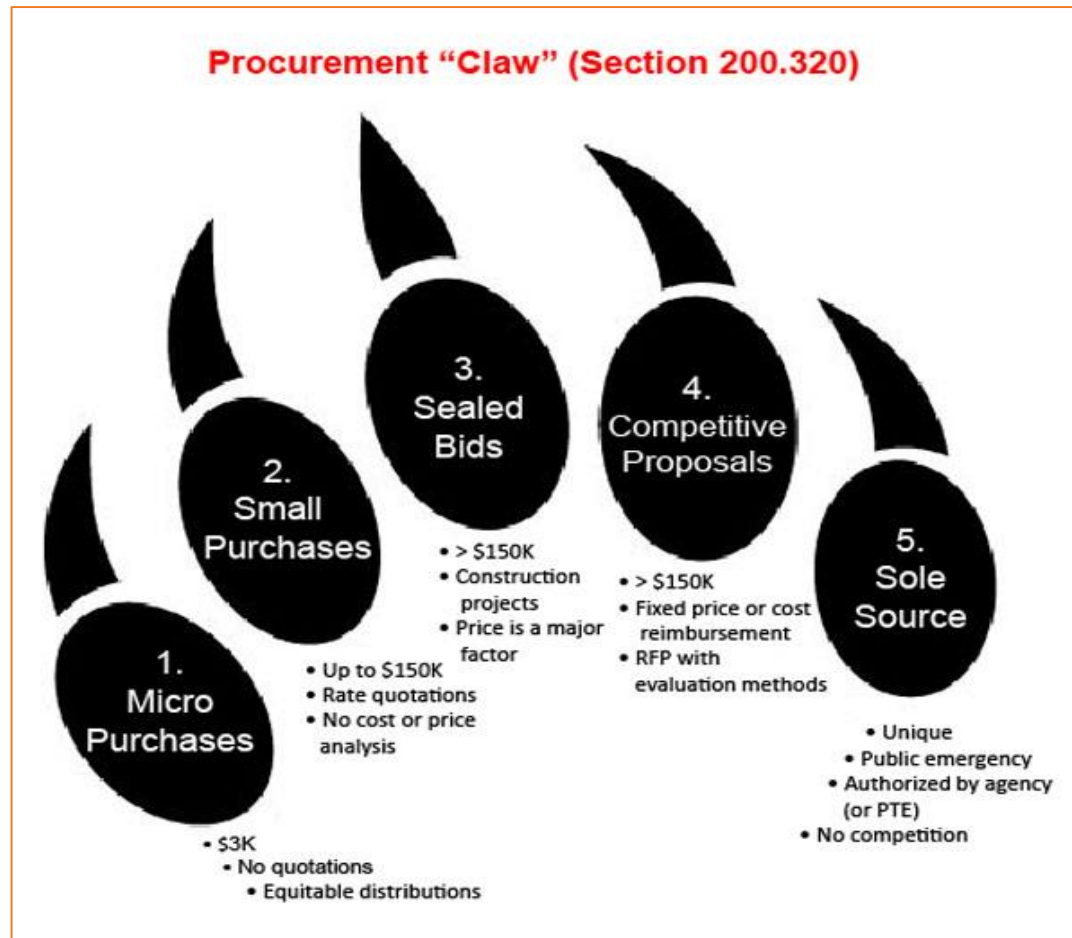 Procurement “Claw” (Section 200.320)
1.
Micro
Purchases
• $3K
• No quotations
• Equitable distributions
2.
Small
Purchases
• Up to $150K
• Rate quotations
• No cost or price
analysis
3.
Sealed
Bids
• > $150K
• Construction
projects
• Price is a major
factor
4.
Competitive
Proposals
• > $150K
• Fixed price or cost
reimbursement
• RFP with
evaluation methods
5.
Sole
Source
• Unique
• Public emergency
• Authorized by agency
(or PTE)
• No competition